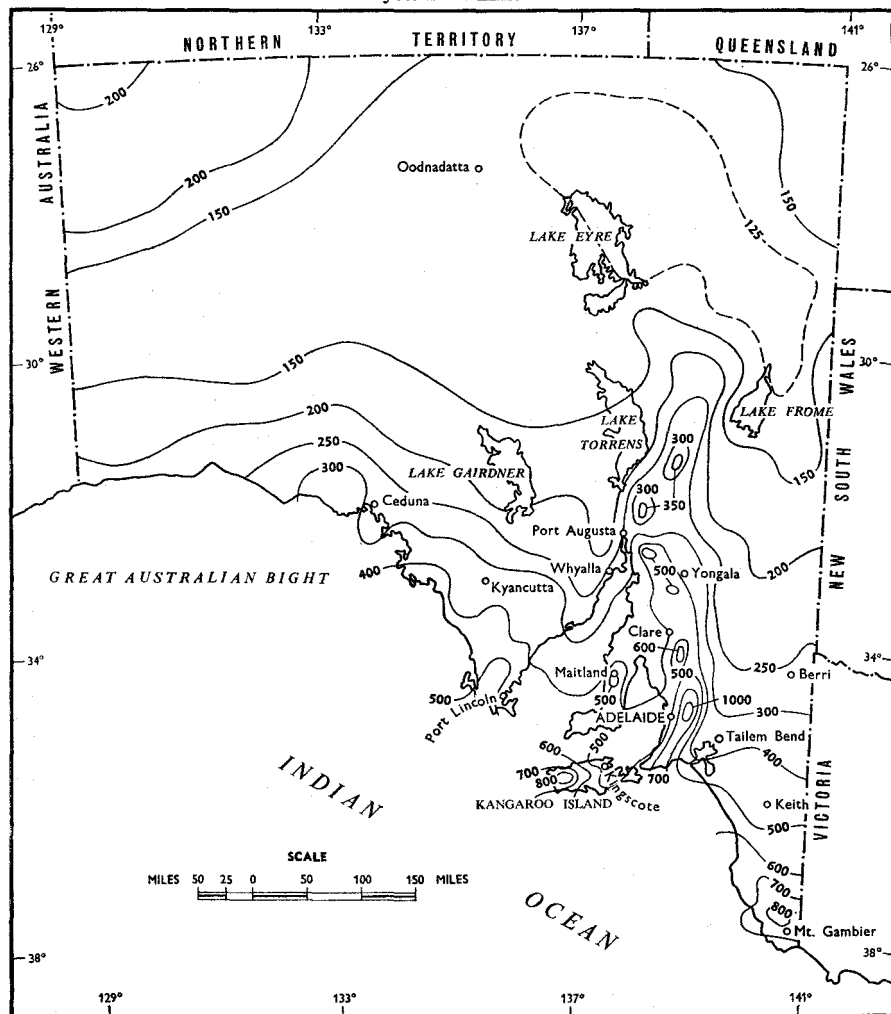 129° 133° 137° 141°
NORTHERN TERRITORY QUEENSLAND
26° 26°
200
AUSTRALIA
200
150
Oodnadatta
150
LAKE EYRE
125
WESTERN
30° 30°
150
WALES
LAKE TORRENS
LAKE FROME
200
250
LAKE GAIRDNER
300
300
150
SOUTH
300
Ceduna
350
Port Augusta
NEW
GREAT AUSTRALIAN BIGHT
400
Whyalla
500
Yongala
200
Kyancutta
Clare
600
34° 34°
250
Berri
Maitland
500
500
500
1000
300
Port Lincoln
ADELAIDE
Tailem Bend
500
400
INDIAN
600
700
800
700
Kingscote
KANGAROO ISLAND
VICTORIA
Keith
500
SCALE
MILES 50 25 0 50 100 150 MILES
600
700
800
OCEAN
Mt. Gambier
38° 38°
129° 133° 137° 141°